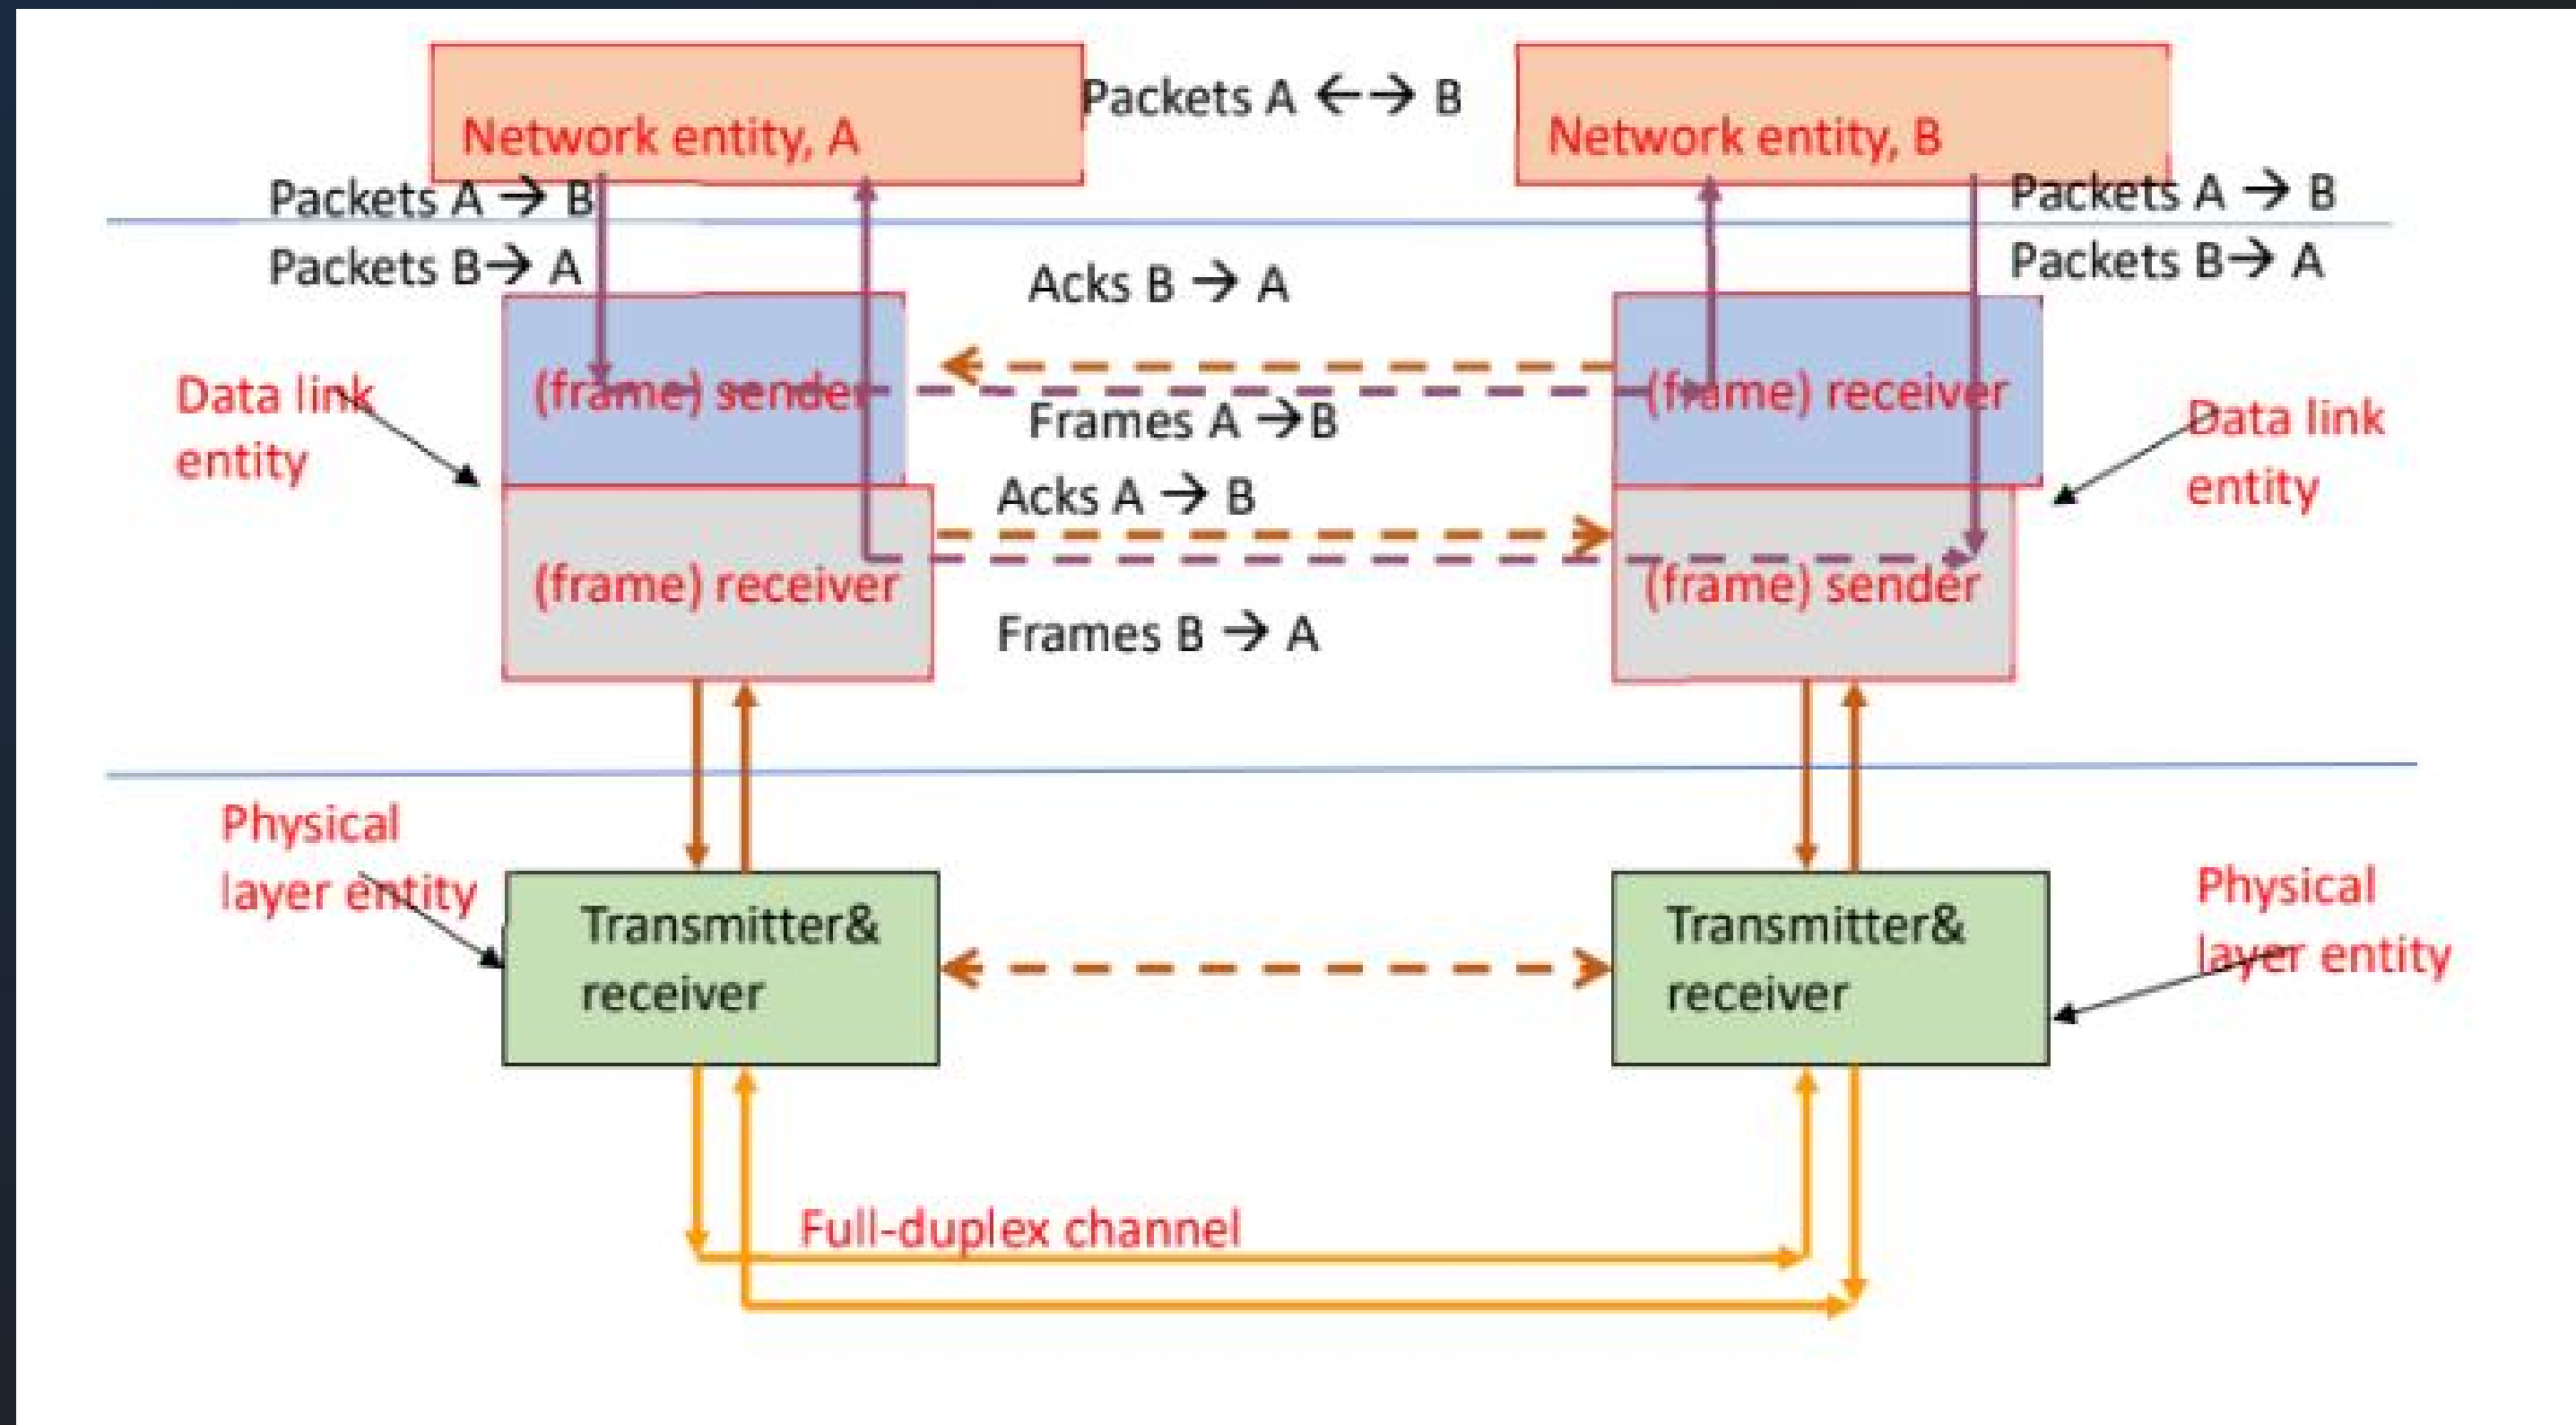 Packets A ←→ B
Network entity, A
Network entity, B
Packets A → B
Packets A → B
Packets B→ A
Packets B→ A
Acks B → A
Data link
entity
(frame) sender
(frame) receiver
Frames A →B
Data link
entity
Acks A → B
(frame) receiver
(frame) sender
Frames B → A
Physical
layer entity
Physical
layer entity
Transmitter&
receiver
Transmitter&
receiver
Full-duplex channel